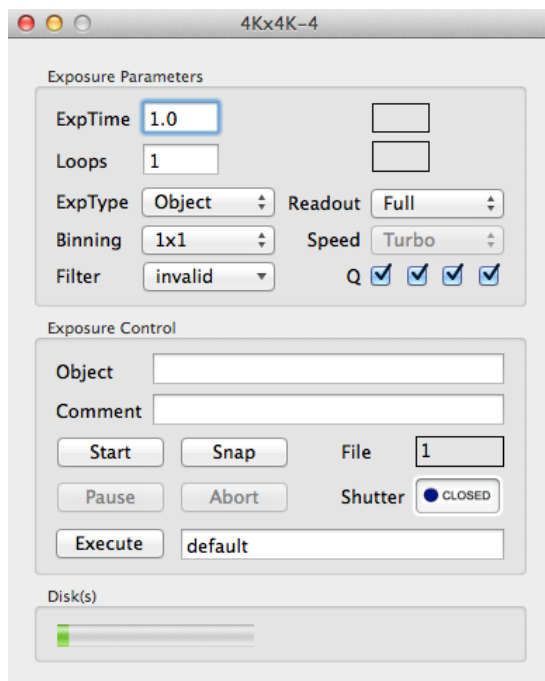 4Kx4K-4
Exposure Parameters
ExpTime 1.0
Loops 1
ExpType Object Readout Full
Binning 1x1 Speed Turbo
Filter invalid Q
Exposure Control
Object
Comment
Start Snap File 1
Pause Abort Shutter CLOSED
Execute default
Disk(s)